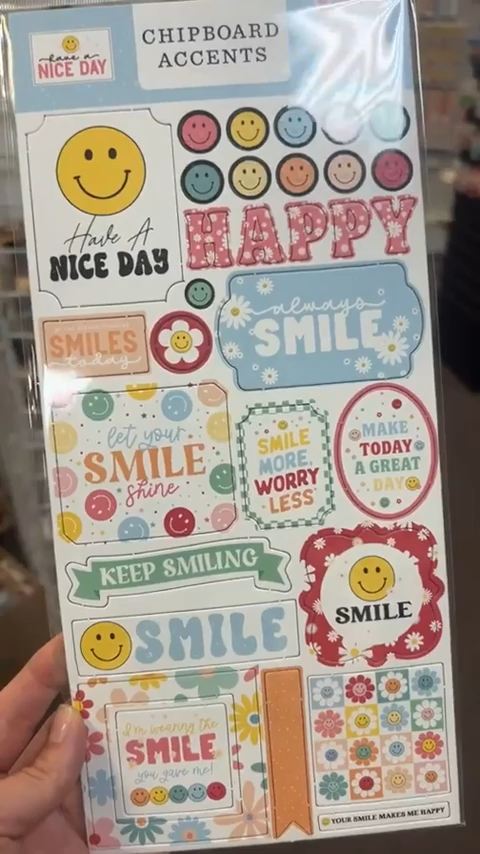 have a
NICE DAY
CHIPBOARD
ACCENTS
Have A
NICE DAY
HAPPY
always
SMILE
SMILES
today
let your
SMILE
shine
SMILE
MORE,
WORRY
LESS
MAKE
TODAY
A GREAT
DAY
KEEP SMILING
SMILE
SMILE
I'm wearing the
SMILE
you gave me!
YOUR SMILE MAKES ME HAPPY